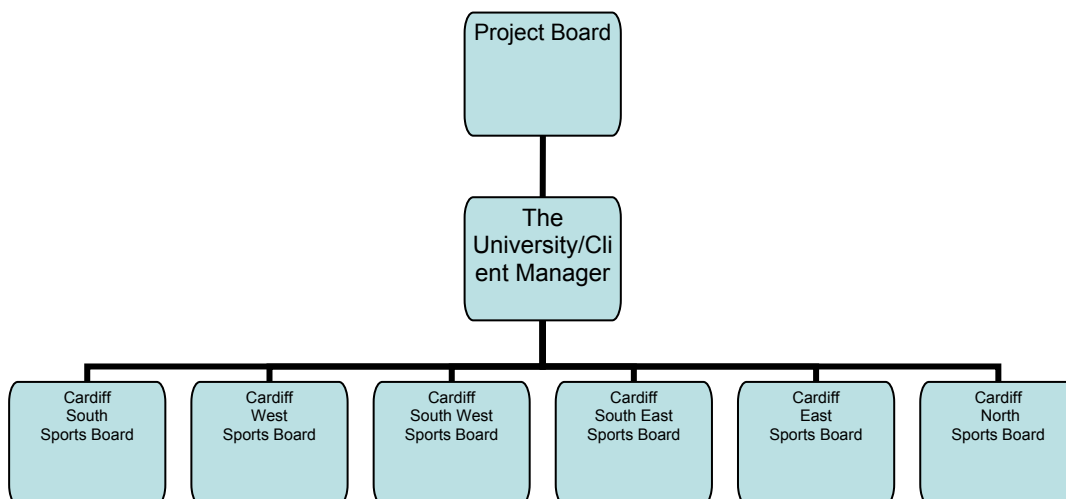 Project Board
The
University/Cli
ent Manager
Cardiff
South
Sports Board
Cardiff
West
Sports Board
Cardiff
South West
Sports Board
Cardiff
South East
Sports Board
Cardiff
East
Sports Board
Cardiff
North
Sports Board